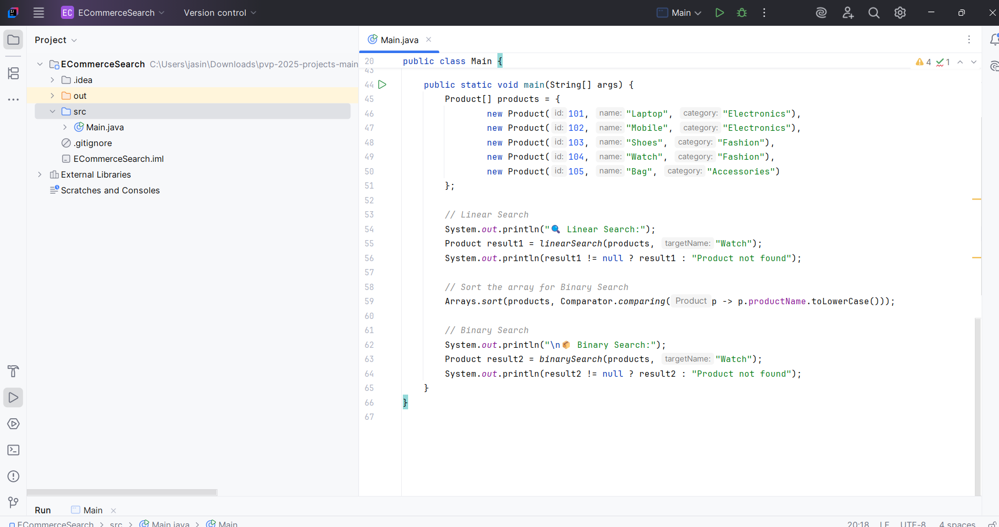 EC ECommerceSearch Version control Main
Project
Main.java
ECommerceSearch C:\Users\jasin\Downloads\pvp-2025-projects-main
.idea
out
src
Main.java
.gitignore
ECommerceSearch.iml
External Libraries
Scratches and Consoles
20 public class Main { 4 1
43
44 public static void main(String[] args) {
45 Product[] products = {
46 new Product( id: 101, name: "Laptop", category: "Electronics"),
47 new Product( id: 102, name: "Mobile", category: "Electronics"),
48 new Product( id: 103, name: "Shoes", category: "Fashion"),
49 new Product( id: 104, name: "Watch", category: "Fashion"),
50 new Product( id: 105, name: "Bag", category: "Accessories")
51 };
52
53 // Linear Search
54 System.out.println("🔍 Linear Search:");
55 Product result1 = linearSearch(products, targetName: "Watch");
56 System.out.println(result1 != null ? result1 : "Product not found");
57
58 // Sort the array for Binary Search
59 Arrays.sort(products, Comparator.comparing( Product p -> p.productName.toLowerCase()));
60
61 // Binary Search
62 System.out.println("\n📦 Binary Search:");
63 Product result2 = binarySearch(products, targetName: "Watch");
64 System.out.println(result2 != null ? result2 : "Product not found");
65 }
66 }
67
Run Main
ECommerceSearch > src > Main.java > Main 20:18 LF UTF-8 4 spaces